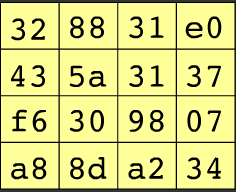 32 88 31 e0
43 5a 31 37
f6 30 98 07
a8 8d a2 34